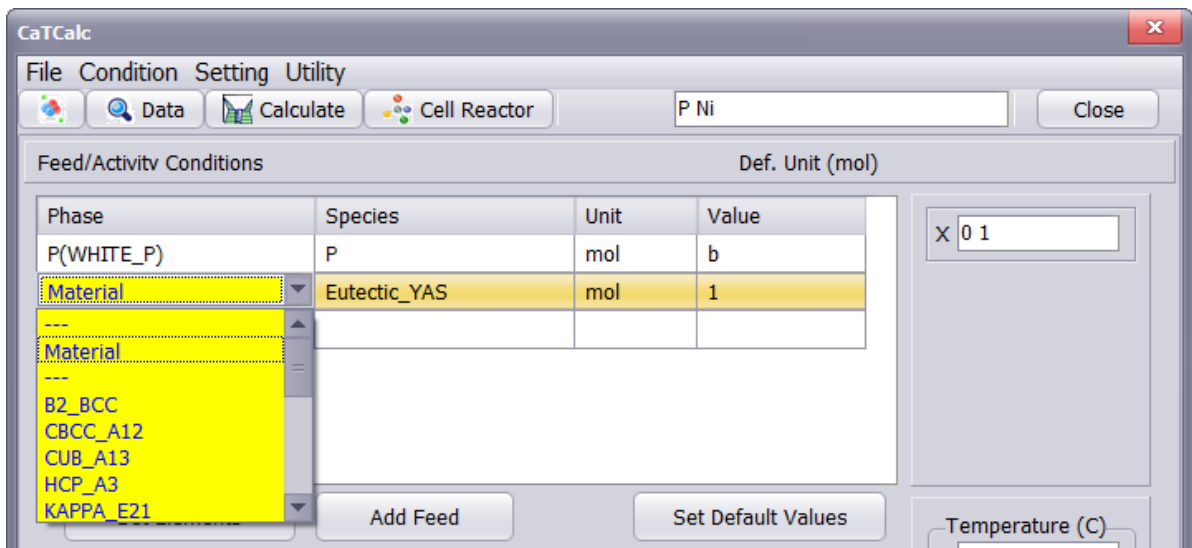 CaTCalc
File Condition Setting Utility
Data Calculate Cell Reactor P Ni Close
Feed/Activity Conditions Def. Unit (mol)
Phase Species Unit Value
P(WHITE_P) P mol b
Material Eutectic_YAS mol 1
X 0 1
---
Material
---
B2_BCC
CBCC_A12
CUB_A13
HCP_A3
KAPPA_E21
Add Feed Set Default Values
Temperature (C)